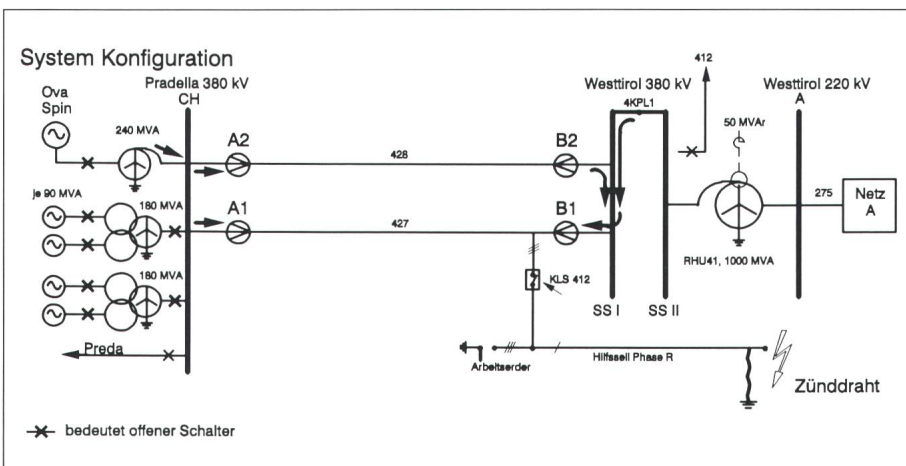 System Konfiguration
Ova
Spin
240 MVA
Pradella 380 kV
CH
A2
428
B2
Westtirol 380 kV
4KPL1
412
Westtirol 220 kV
A
50 MVAr
je 90 MVA
180 MVA
A1
427
B1
275
Netz
A
RHU41, 1000 MVA
180 MVA
KLS 412
SS I
SS II
Preda
Arbeitserder
Hilfsseil Phase R
Zünddraht
bedeutet offener Schalter